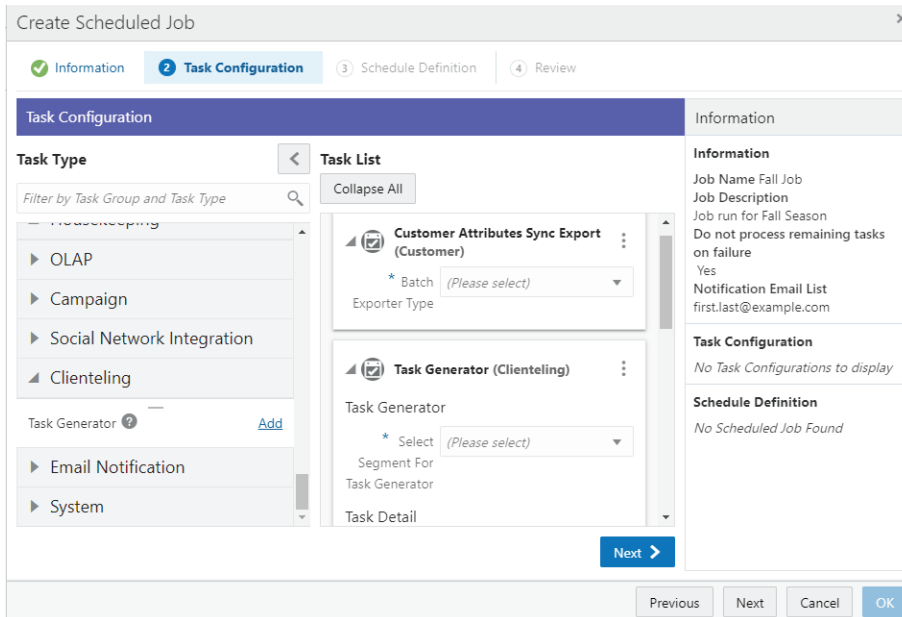 Create Scheduled Job
Information
2 Task Configuration
3 Schedule Definition
4 Review
Task Configuration
Task Type
Filter by Task Group and Task Type
Housekeeping
OLAP
Campaign
Social Network Integration
Clienteling
Task Generator ? Add
Email Notification
System
Task List
Collapse All
Customer Attributes Sync Export
(Customer)
* Batch (Please select)
Exporter Type
Task Generator (Clienteling)
Task Generator
* Select (Please select)
Segment For
Task Generator
Task Detail
Next
Information
Information
Job Name Fall Job
Job Description
Job run for Fall Season
Do not process remaining tasks
on failure
Yes
Notification Email List
first.last@example.com
Task Configuration
No Task Configurations to display
Schedule Definition
No Scheduled Job Found
Previous
Next
Cancel
OK